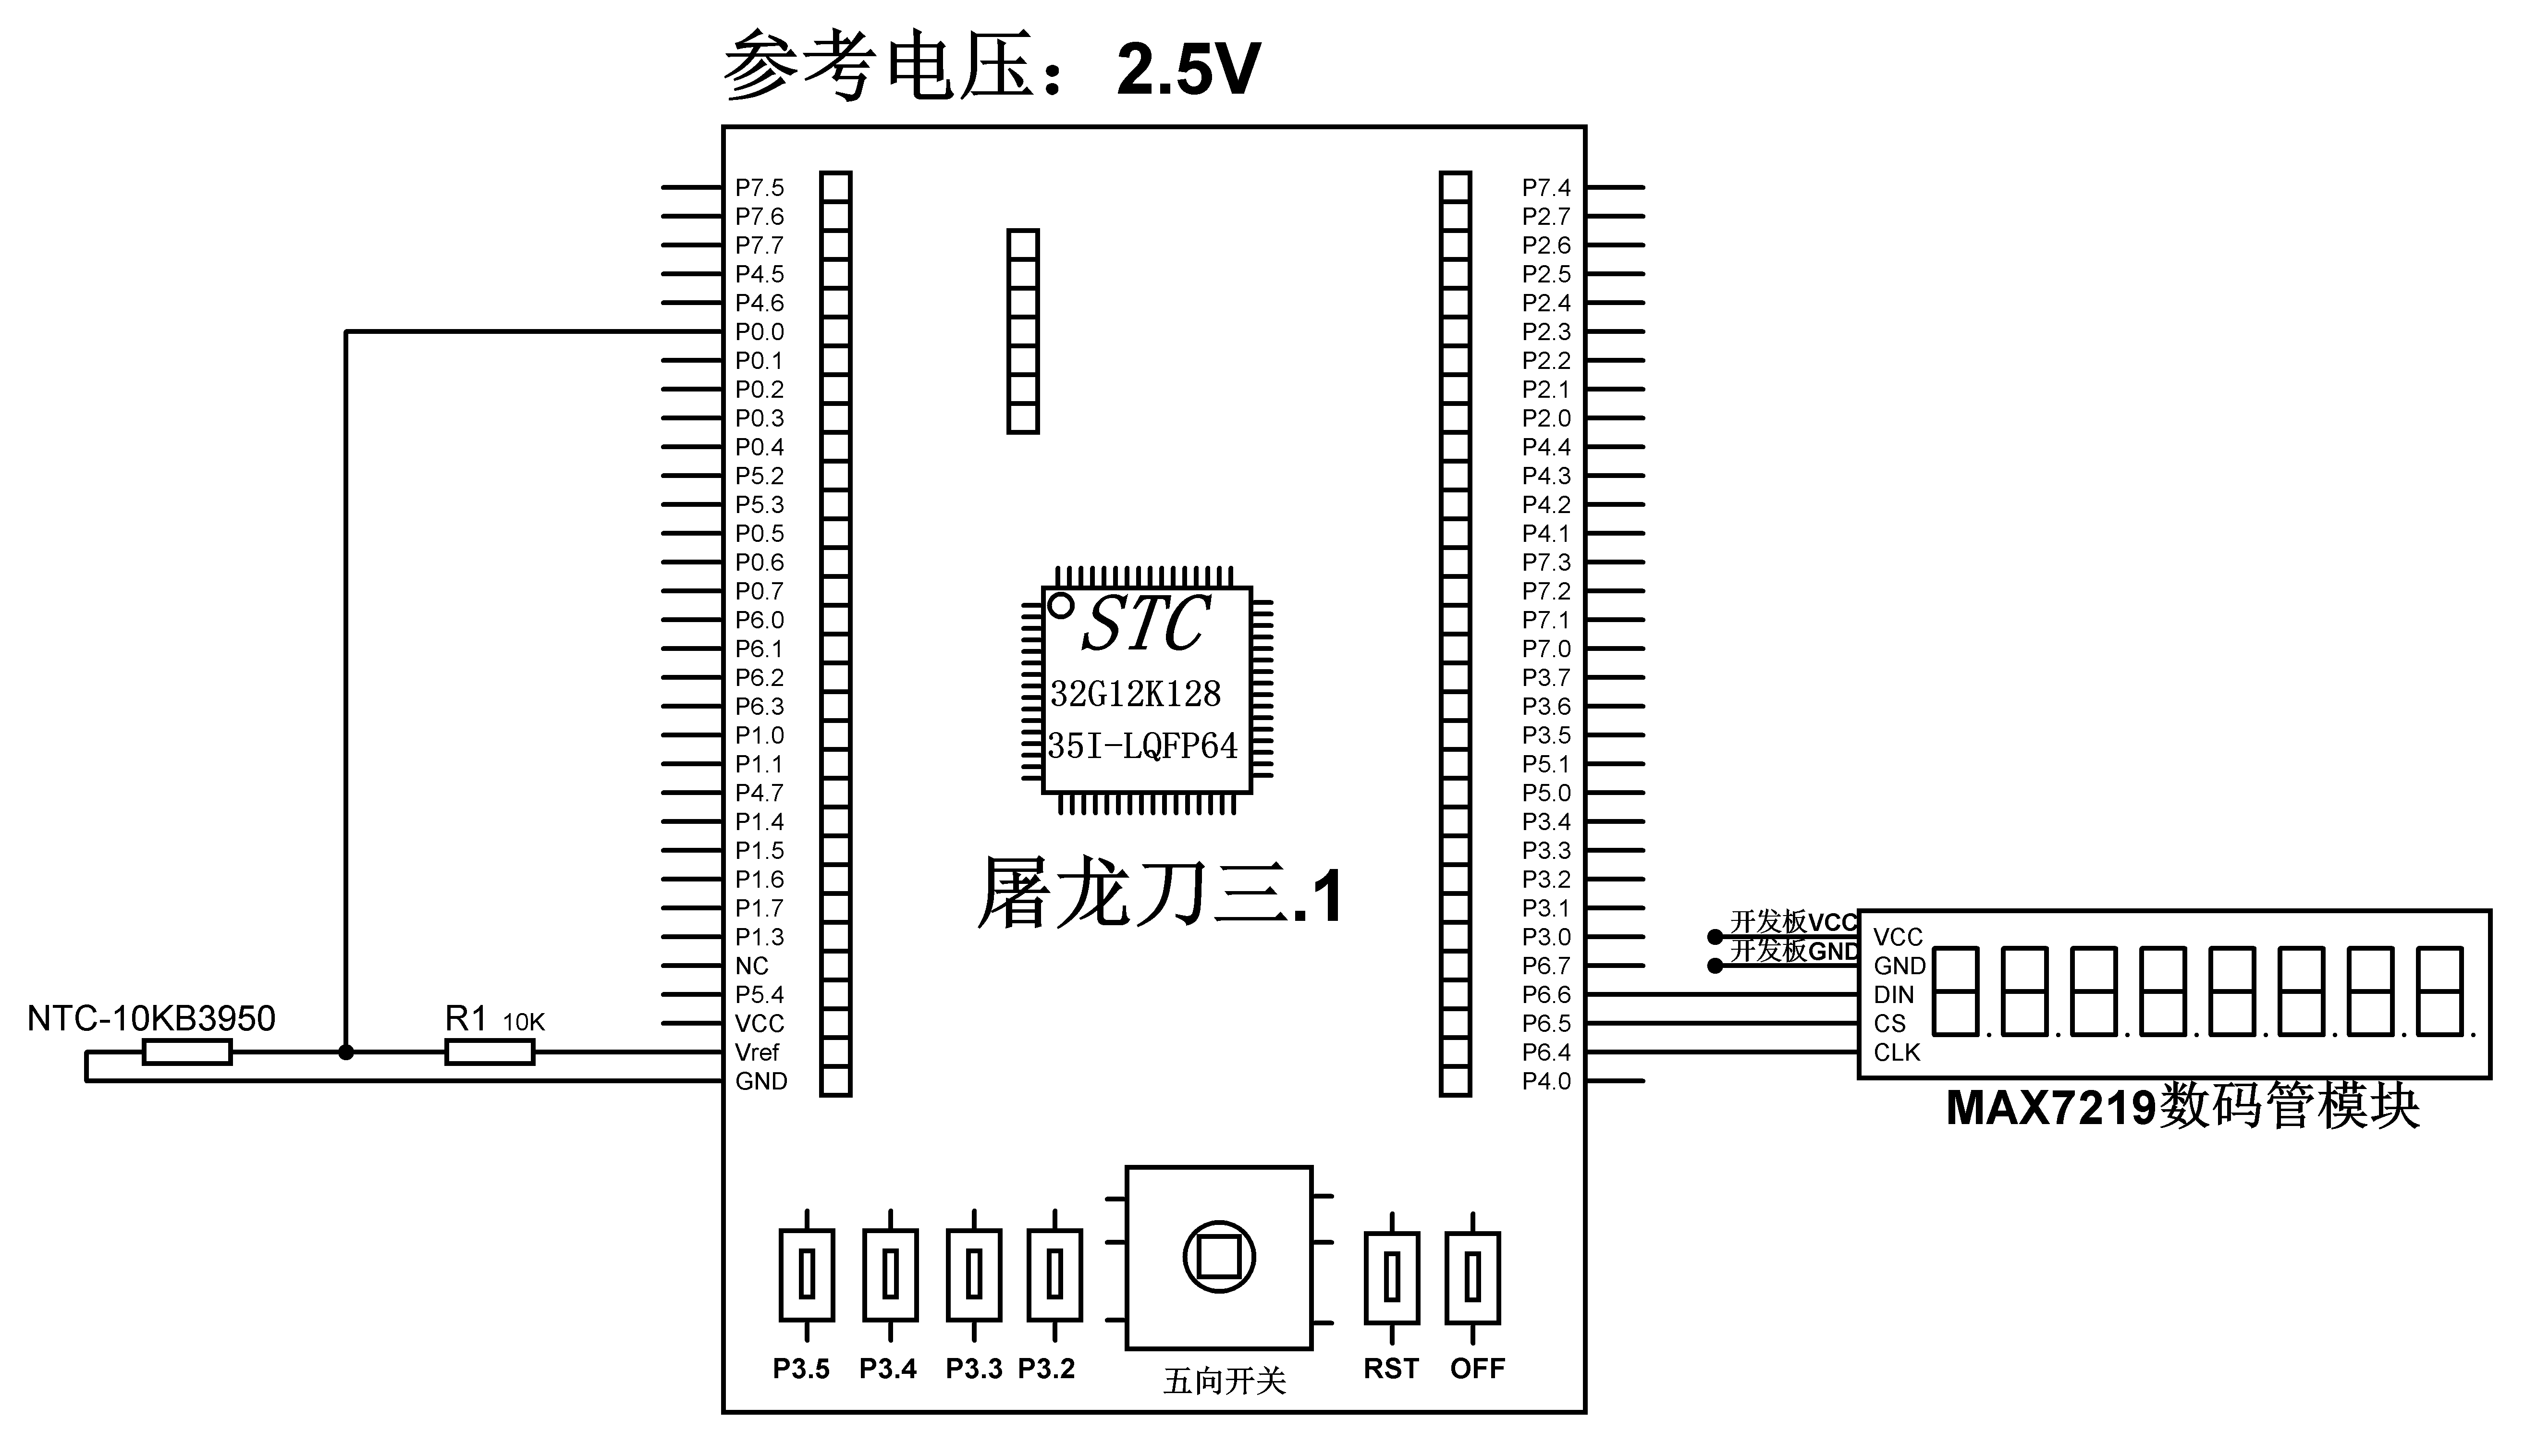 参考电压：2.5V
P7.5
P7.6
P7.7
P4.5
P4.6
P0.0
P0.1
P0.2
P0.3
P0.4
P5.2
P5.3
P0.5
P0.6
P0.7
P6.0
P6.1
P6.2
P6.3
P1.0
P1.1
P4.7
P1.4
P1.5
P1.6
P1.7
P1.3
NC
P5.4
VCC
Vref
GND
NTC-10KB3950
R1 10K
STC
32G12K128
35I-LQFP64
屠龙刀三.1
P7.4
P2.7
P2.6
P2.5
P2.4
P2.3
P2.2
P2.1
P2.0
P4.4
P4.3
P4.2
P4.1
P7.3
P7.2
P7.1
P7.0
P3.7
P3.6
P3.5
P5.1
P5.0
P3.4
P3.3
P3.2
P3.1
P3.0
P6.7
P6.6
P6.5
P6.4
P4.0
开发板VCC
开发板GND
VCC
GND
DIN
CS
CLK
MAX7219数码管模块
P3.5
P3.4
P3.3
P3.2
五向开关
RST
OFF